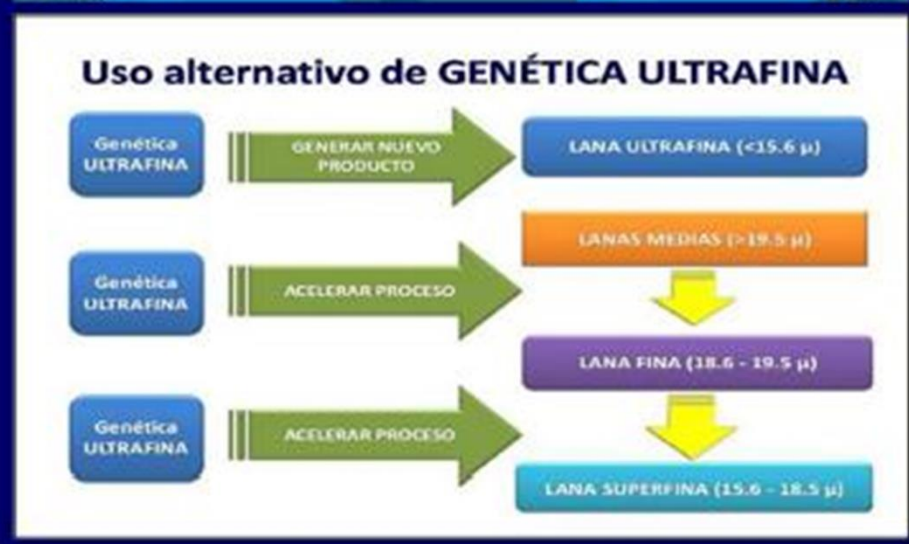 Uso alternativo de GENÉTICA ULTRAFINA
Genética
ULTRAFINA
GENERAR NUEVO
PRODUCTO
LANA ULTRAFINA (<15.6 µ)
LANAS MEDIAS (>19.5 µ)
Genética
ULTRAFINA
ACELERAR PROCESO
LANA FINA (18.6 - 19.5 µ)
Genética
ULTRAFINA
ACELERAR PROCESO
LANA SUPERFINA (15.6 - 18.5 µ)